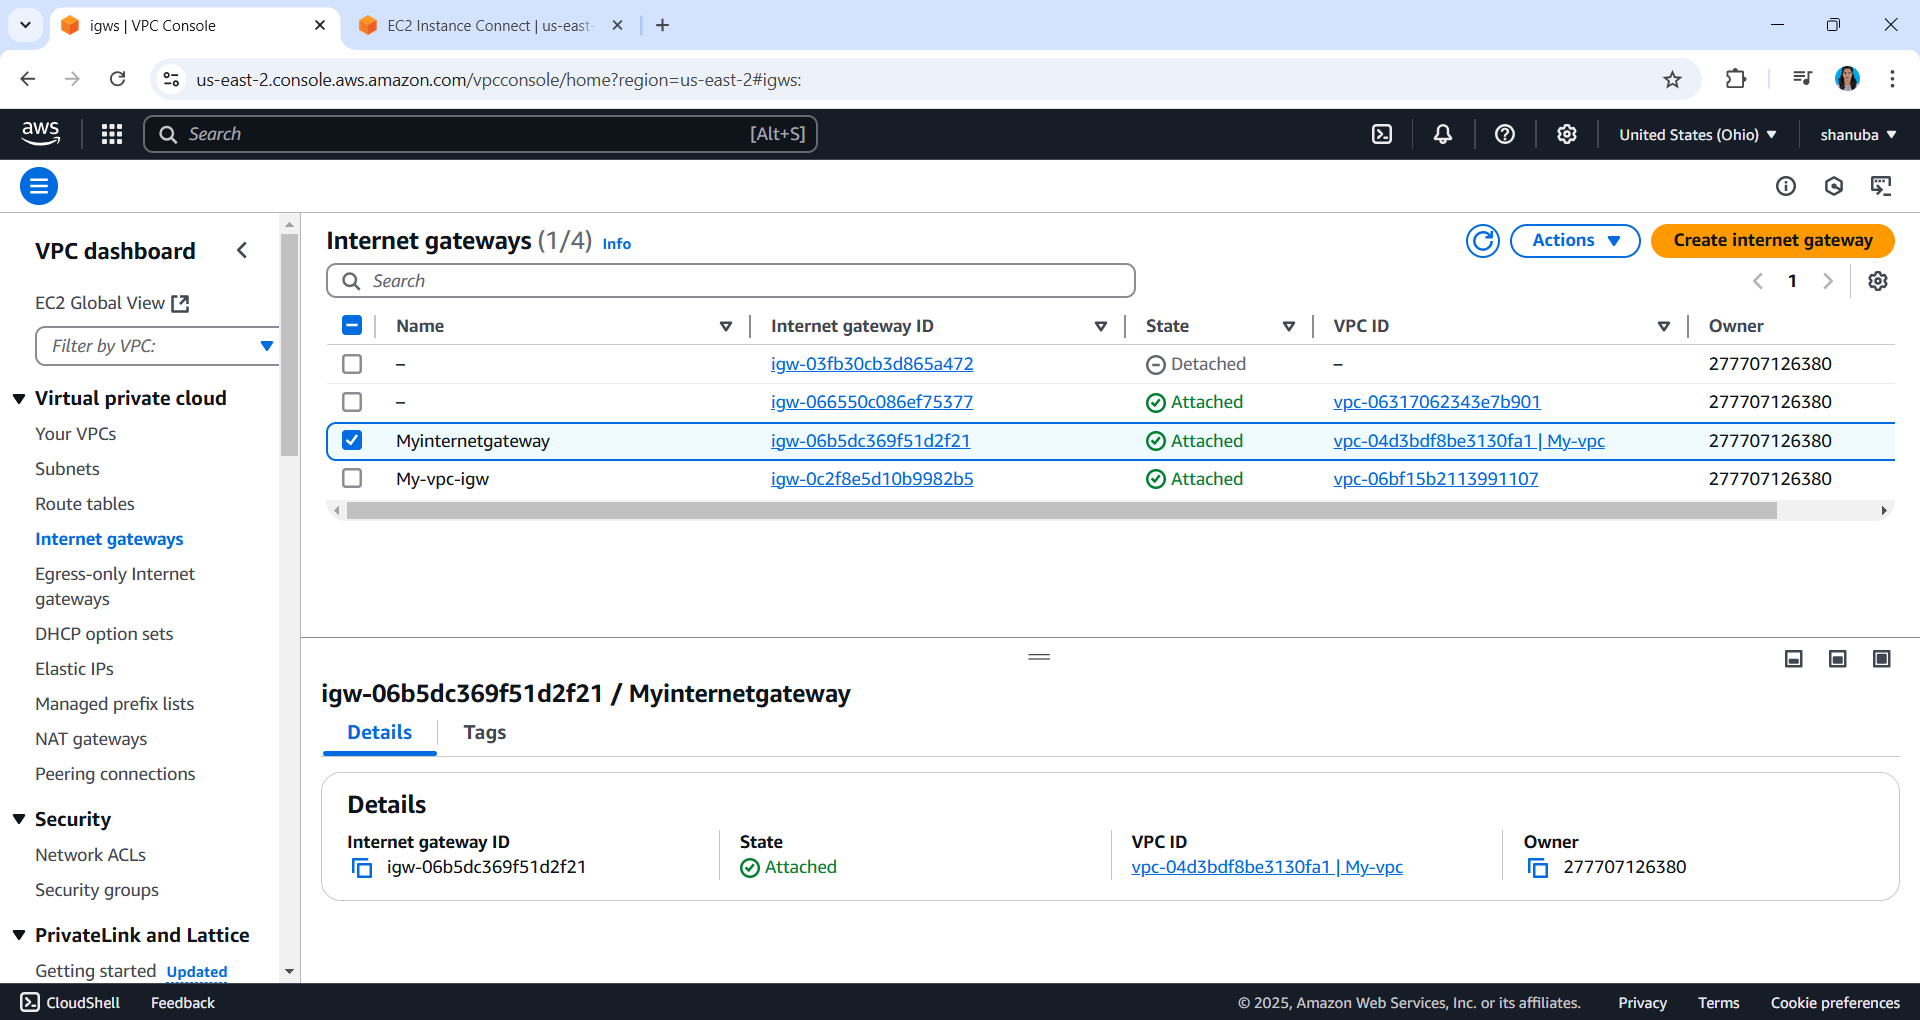 igws | VPC Console
EC2 Instance Connect | us-east-
us-east-2.console.aws.amazon.com/vpcconsole/home?region=us-east-2#igws:
aws
Search
[Alt+S]
United States (Ohio)
shanuba
VPC dashboard
EC2 Global View
Filter by VPC:
Virtual private cloud
Your VPCs
Subnets
Route tables
Internet gateways
Egress-only Internet
gateways
DHCP option sets
Elastic IPs
Managed prefix lists
NAT gateways
Peering connections
Security
Network ACLs
Security groups
PrivateLink and Lattice
Getting started Updated
Internet gateways (1/4) Info
Actions
Create internet gateway
Search
1
Name Internet gateway ID State VPC ID Owner
– igw-03fb30cb3d865a472 Detached – 277707126380
– igw-066550c086ef75377 Attached vpc-06317062343e7b901 277707126380
Myinternetgateway igw-06b5dc369f51d2f21 Attached vpc-04d3bdf8be3130fa1 | My-vpc 277707126380
My-vpc-igw igw-0c2f8e5d10b9982b5 Attached vpc-06bf15b2113991107 277707126380
igw-06b5dc369f51d2f21 / Myinternetgateway
Details Tags
Details
Internet gateway ID State VPC ID Owner
igw-06b5dc369f51d2f21 Attached vpc-04d3bdf8be3130fa1 | My-vpc 277707126380
CloudShell Feedback
© 2025, Amazon Web Services, Inc. or its affiliates. Privacy Terms Cookie preferences